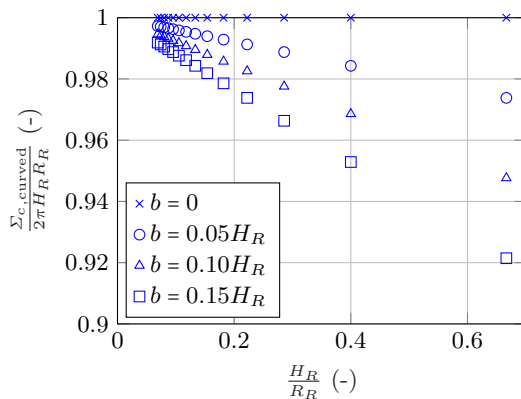 1
0.98
0.96
0.94
0.92
0.9
0 0.2 0.4 0.6
Σ_{c,curved} / 2πH_R R_R (-)
H_R / R_R (-)
b = 0
b = 0.05H_R
b = 0.10H_R
b = 0.15H_R